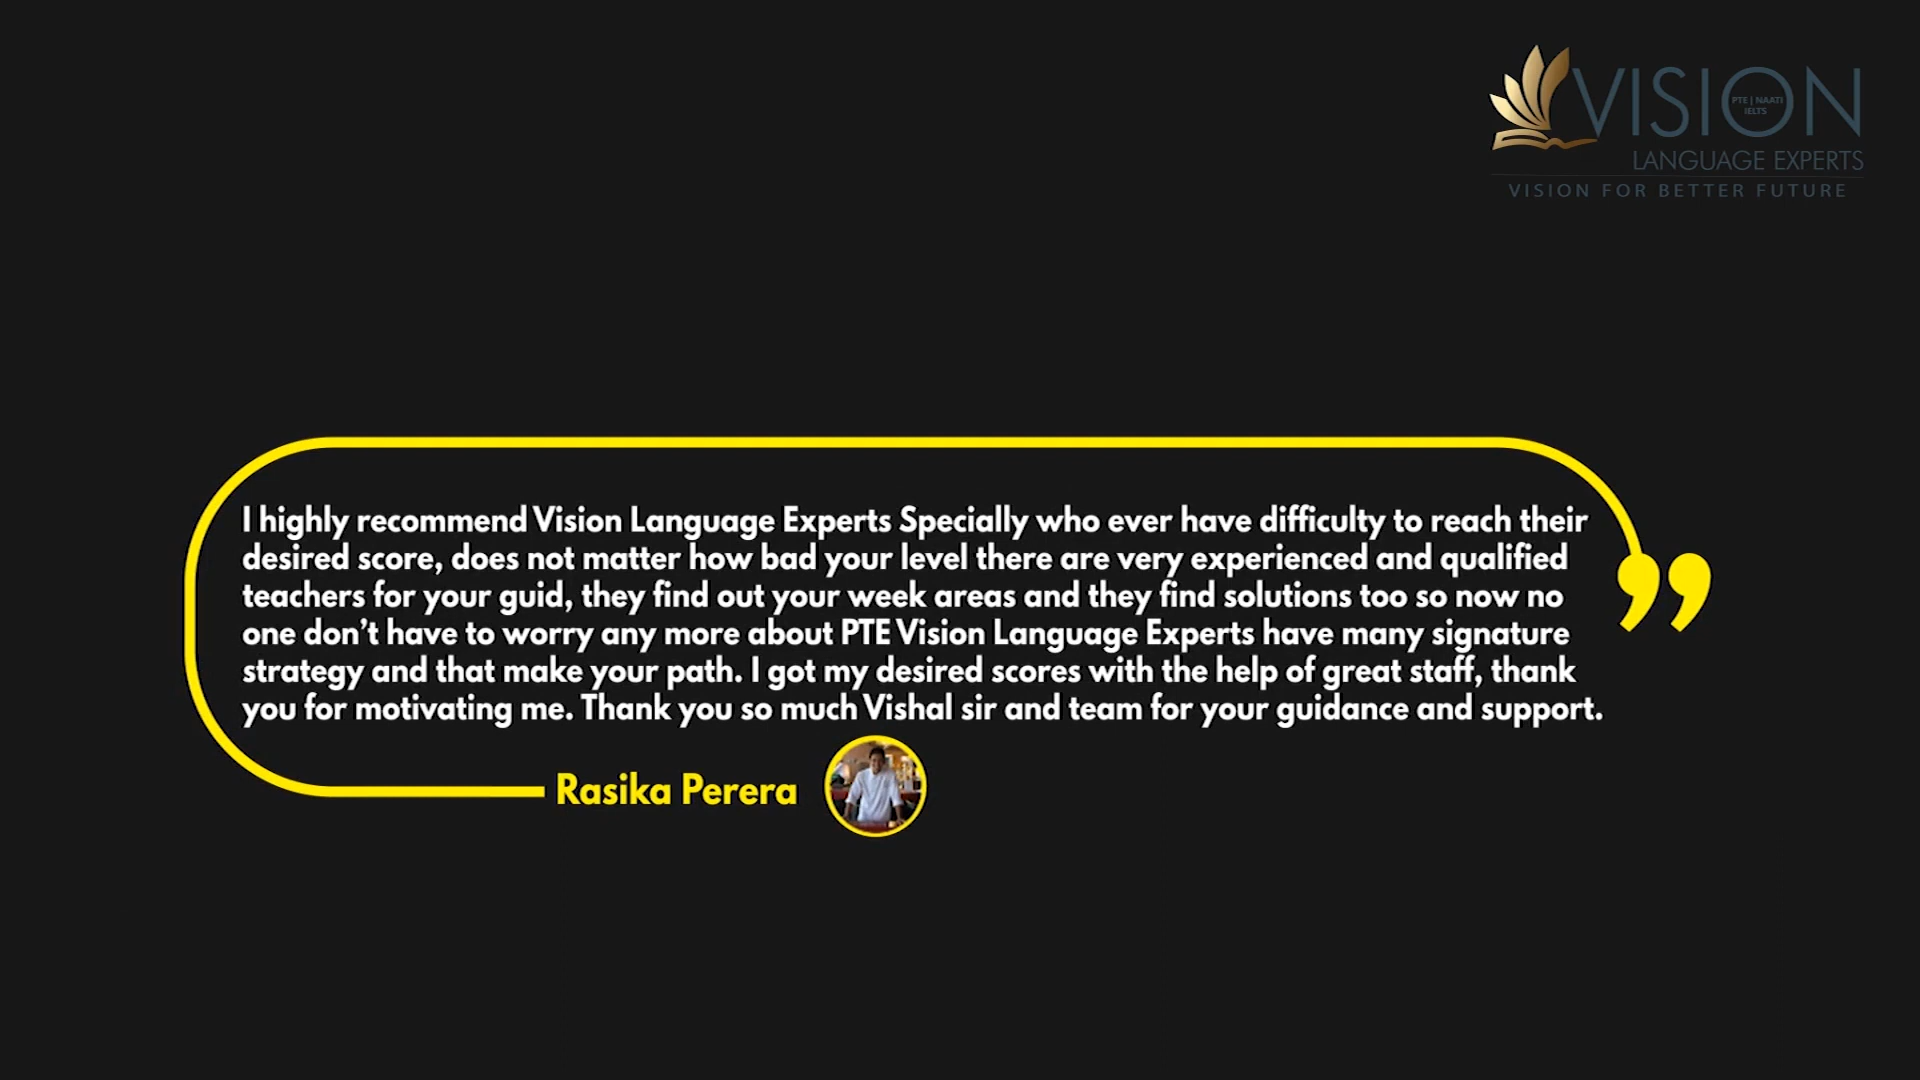 VISION
PTE | NAATI
IELTS
LANGUAGE EXPERTS
VISION FOR BETTER FUTURE
I highly recommend Vision Language Experts Specially who ever have difficulty to reach their
desired score, does not matter how bad your level there are very experienced and qualified
teachers for your guid, they find out your week areas and they find solutions too so now no
one don’t have to worry any more about PTE Vision Language Experts have many signature
strategy and that make your path. I got my desired scores with the help of great staff, thank
you for motivating me. Thank you so much Vishal sir and team for your guidance and support.
Rasika Perera